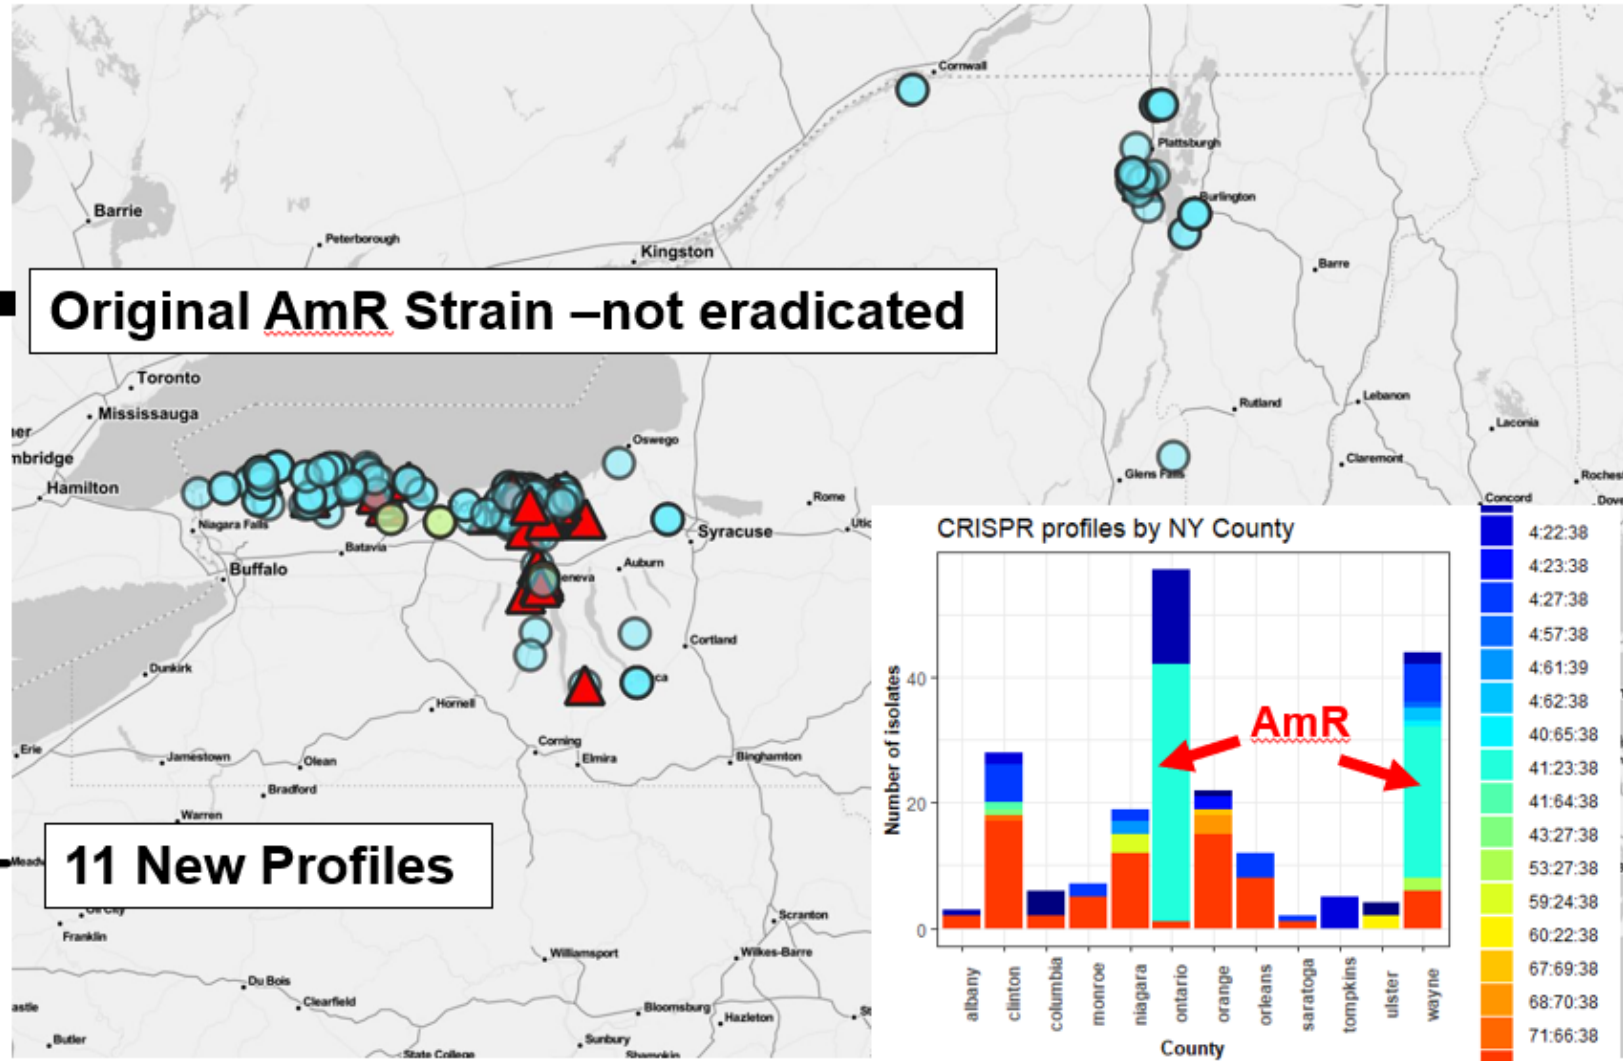 Cornwall
Plattsburgh
Burlington
Barrie
Peterborough
Kingston
Barre
Original AmR Strain –not eradicated
Toronto
Mississauga
Rutland
Lebanon
Laconia
Oswego
Hamilton
Glens Falls
Claremont
Concord
Rome
Niagara Falls
Syracuse
Batavia
Buffalo
Auburn
Cortland
Dunkirk
Hornell
Erie
Jamestown
Olean
Corning
Elmira
Binghamton
Bradford
Warren
11 New Profiles
Oil City
Franklin
Scranton
Williamsport
Wilkes-Barre
Du Bois
Clearfield
Bloomsburg
Hazleton
Butler
State College
Sunbury
Shamokin
CRISPR profiles by NY County
Number of isolates
40
20
0
AmR
albany
clinton
columbia
monroe
niagara
ontario
orange
orleans
saratoga
tompkins
ulster
wayne
County
4:22:38
4:23:38
4:27:38
4:57:38
4:61:39
4:62:38
40:65:38
41:23:38
41:64:38
43:27:38
53:27:38
59:24:38
60:22:38
67:69:38
68:70:38
71:66:38